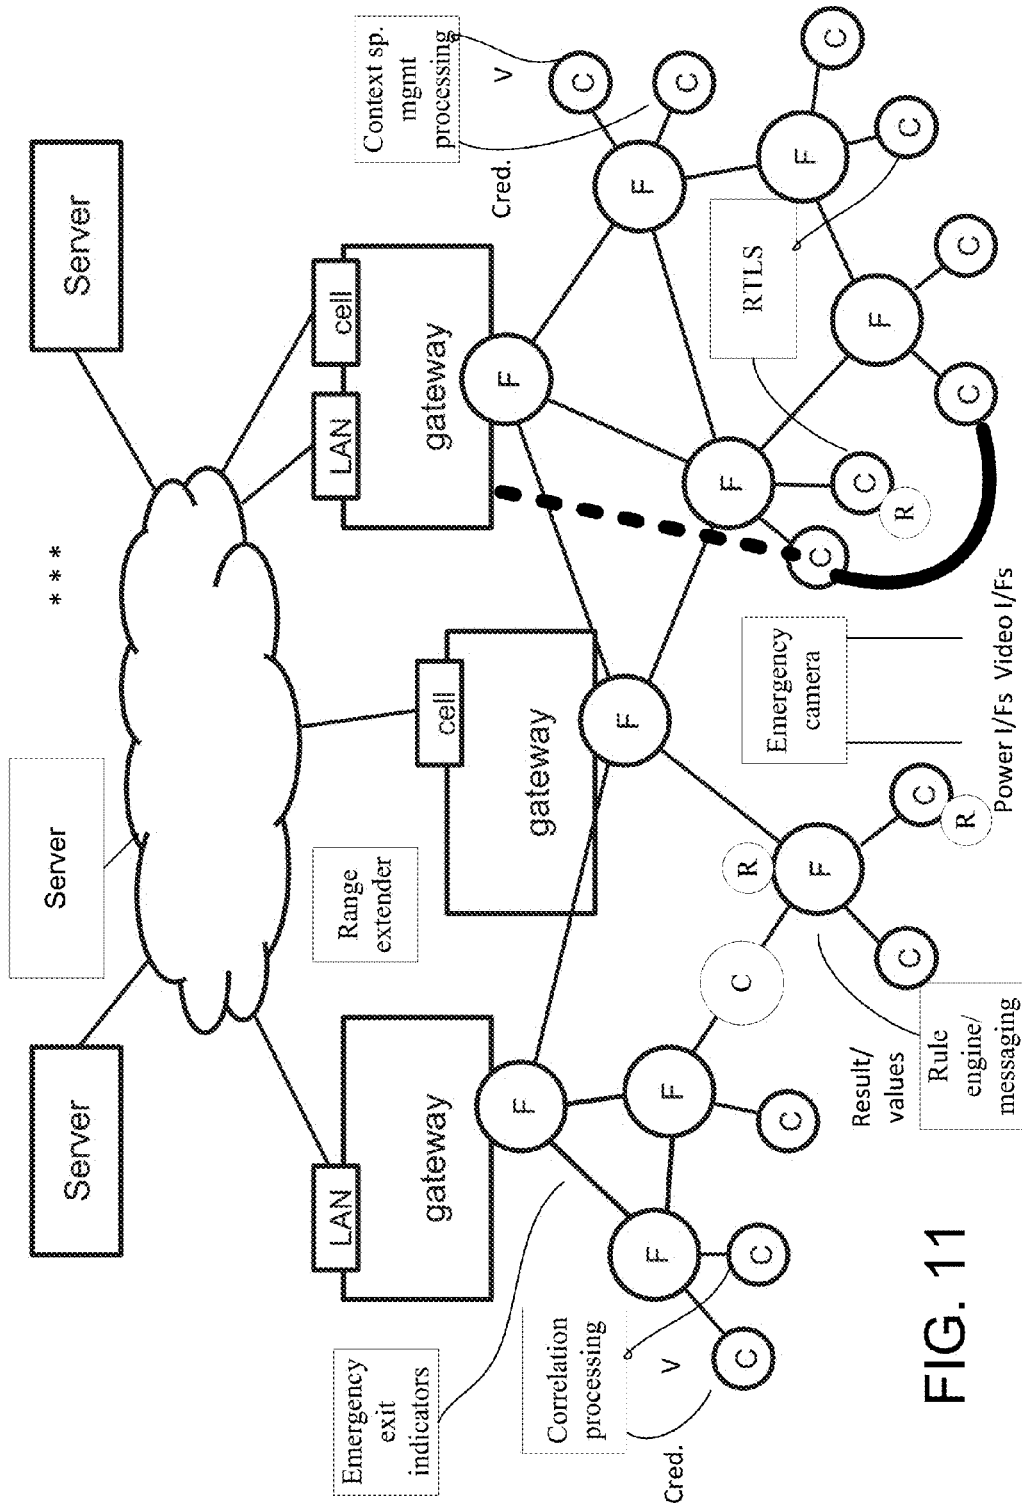 Server
Server
* * *
Server
LAN
Range
extender
LAN
cell
Context sp.
mgmt
processing
Emergency
exit
indicators
gateway
cell
gateway
gateway
V
Cred.
C
C
F
F
F
F
F
F
C
Correlation
processing
V
Cred.
C
C
C
C
R
F
F
RTLS
F
C
C
C
Emergency
camera
C
R
F
C
C
C
Result/
values
C
R
Rule
engine/
messaging
Power I/Fs
Video I/Fs
FIG. 11